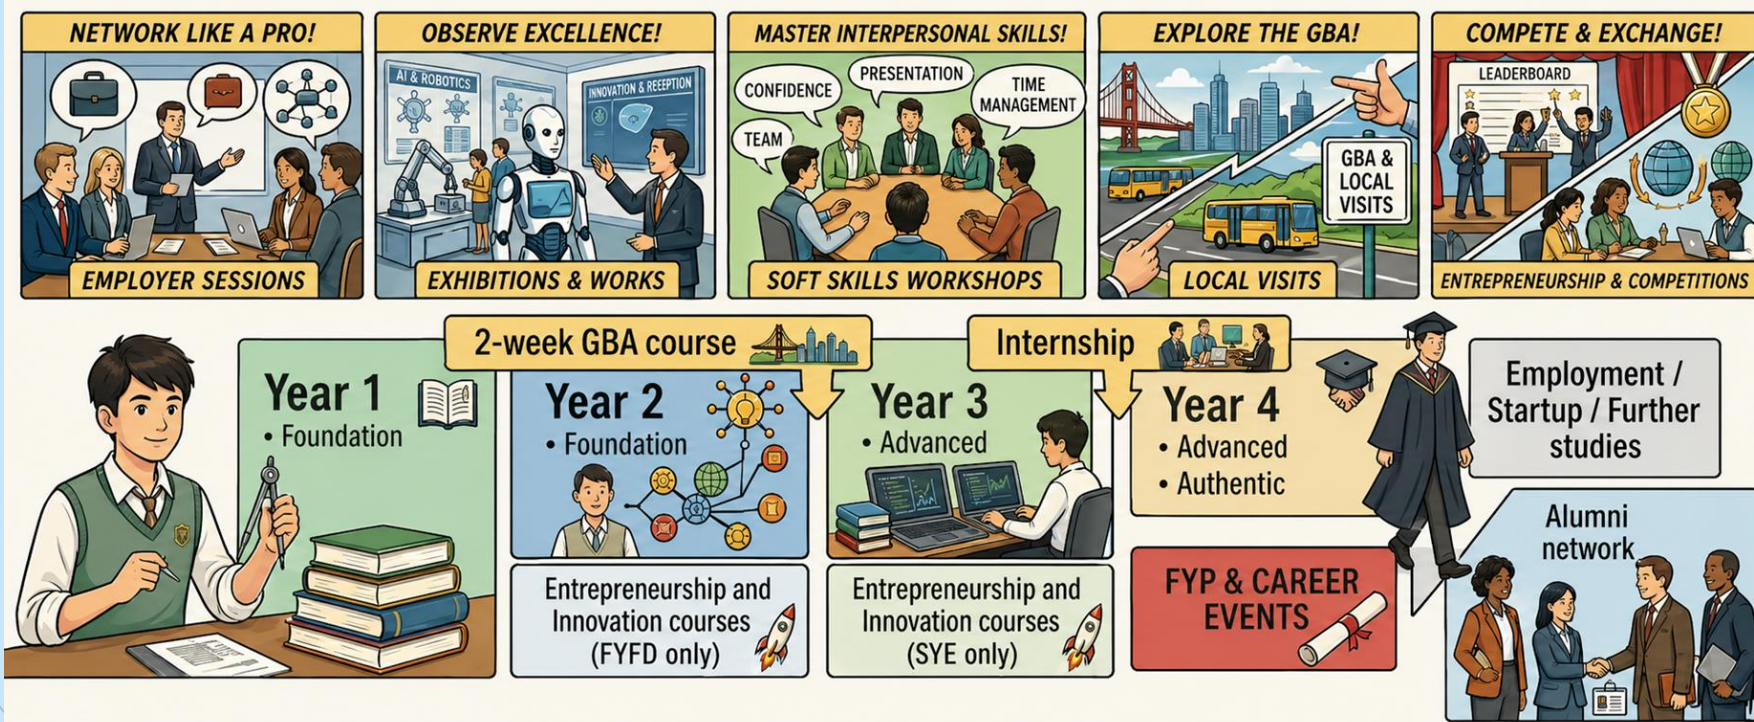 NETWORK LIKE A PRO!
EMPLOYER SESSIONS
OBSERVE EXCELLENCE!
AI & ROBOTICS
INNOVATION & REEPTION
EXHIBITIONS & WORKS
MASTER INTERPERSONAL SKILLS!
CONFIDENCE
PRESENTATION
TIME
MANAGEMENT
TEAM
SOFT SKILLS WORKSHOPS
EXPLORE THE GBA!
GBA &
LOCAL
VISITS
LOCAL VISITS
COMPETE & EXCHANGE!
LEADERBOARD
ENTREPRENEURSHIP & COMPETITIONS
2-week GBA course
Internship
Year 1
• Foundation
Year 2
• Foundation
Entrepreneurship and
Innovation courses
(FYFD only)
Year 3
• Advanced
Entrepreneurship and
Innovation courses
(SYE only)
Year 4
• Advanced
• Authentic
FYP & CAREER
EVENTS
Employment /
Startup / Further
studies
Alumni
network